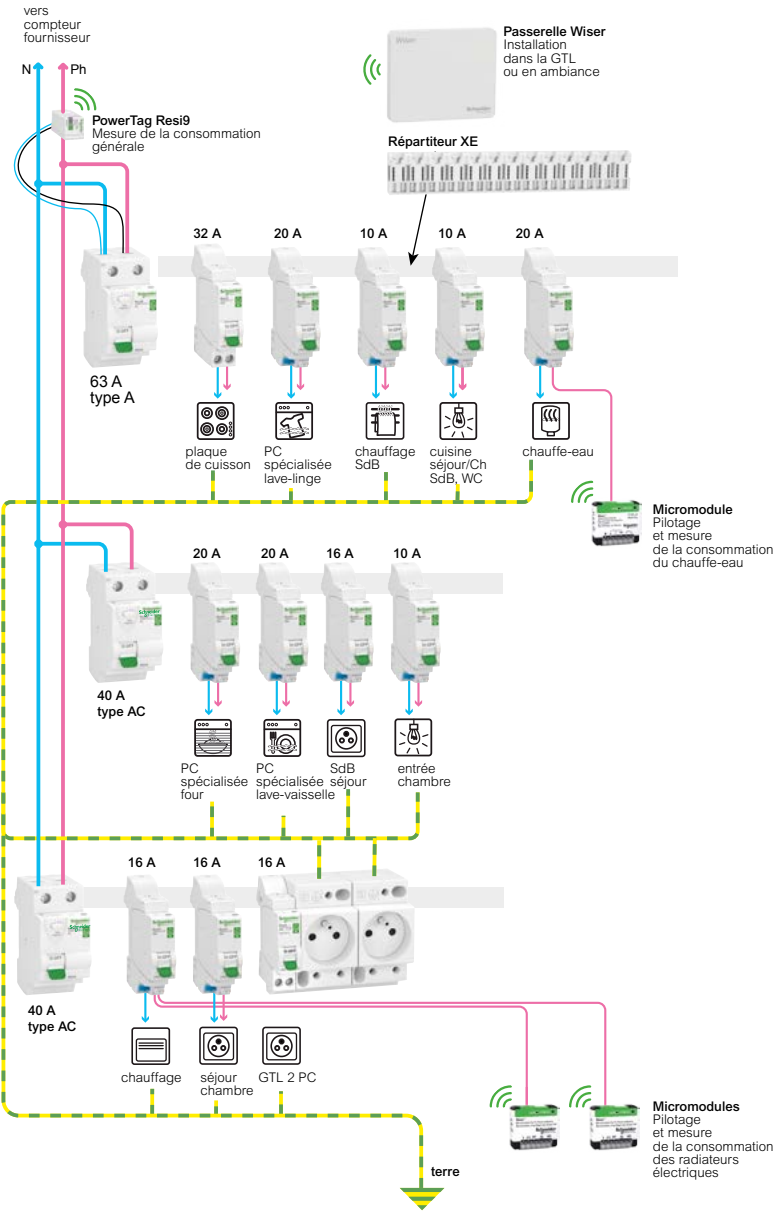 vers
compteur
fournisseur
N
Ph
Wiser
Schneider
Passerelle Wiser
Installation
dans la GTL
ou en ambiance
PowerTag Resi9
Mesure de la consommation
générale
Répartiteur XE
32 A
20 A
10 A
10 A
20 A
63 A
type A
plaque
de cuisson
PC
spécialisée
lave-linge
chauffage
SdB
cuisine
séjour/Ch
SdB, WC
chauffe-eau
Micromodule
Pilotage
et mesure
de la consommation
du chauffe-eau
20 A
20 A
16 A
10 A
Schneider
40 A
type AC
PC
spécialisée
four
PC
spécialisée
lave-vaisselle
SdB
séjour
entrée
chambre
16 A
16 A
16 A
Schneider
40 A
type AC
chauffage
séjour
chambre
GTL 2 PC
Micromodules
Pilotage
et mesure
de la consommation
des radiateurs
électriques
terre